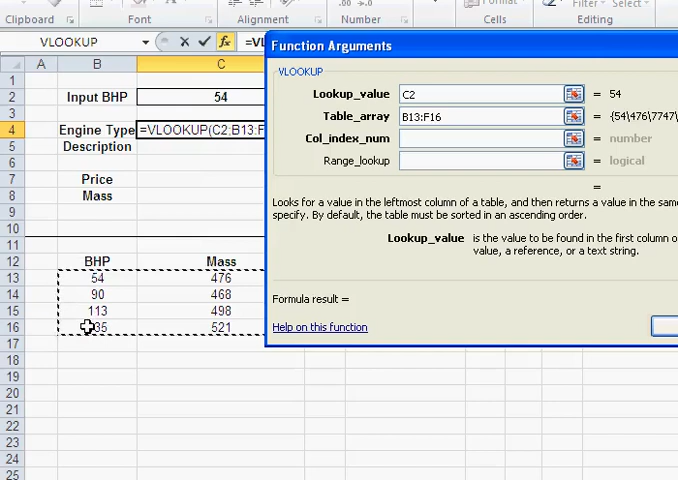 Clipboard Font Alignment Number Cells Editing
VLOOKUP fx =VL
Function Arguments
A B C
VLOOKUP
1
2 Input BHP 54
Lookup_value C2 = 54
3
Table_array B13:F16 = {54\476\7747\
4 Engine Type =VLOOKUP(C2;B13:F
Col_index_num = number
5 Description
Range_lookup = logical
6
7 Price
=
8 Mass
9
Looks for a value in the leftmost column of a table, and then returns a value in the same
specify. By default, the table must be sorted in an ascending order.
10
11
Lookup_value is the value to be found in the first column o
value, a reference, or a text string.
12 BHP Mass
13 54 476
14 90 468
Formula result =
15 113 498
16 35 521
Help on this function
17
18
19
20
21
22
23
24
25